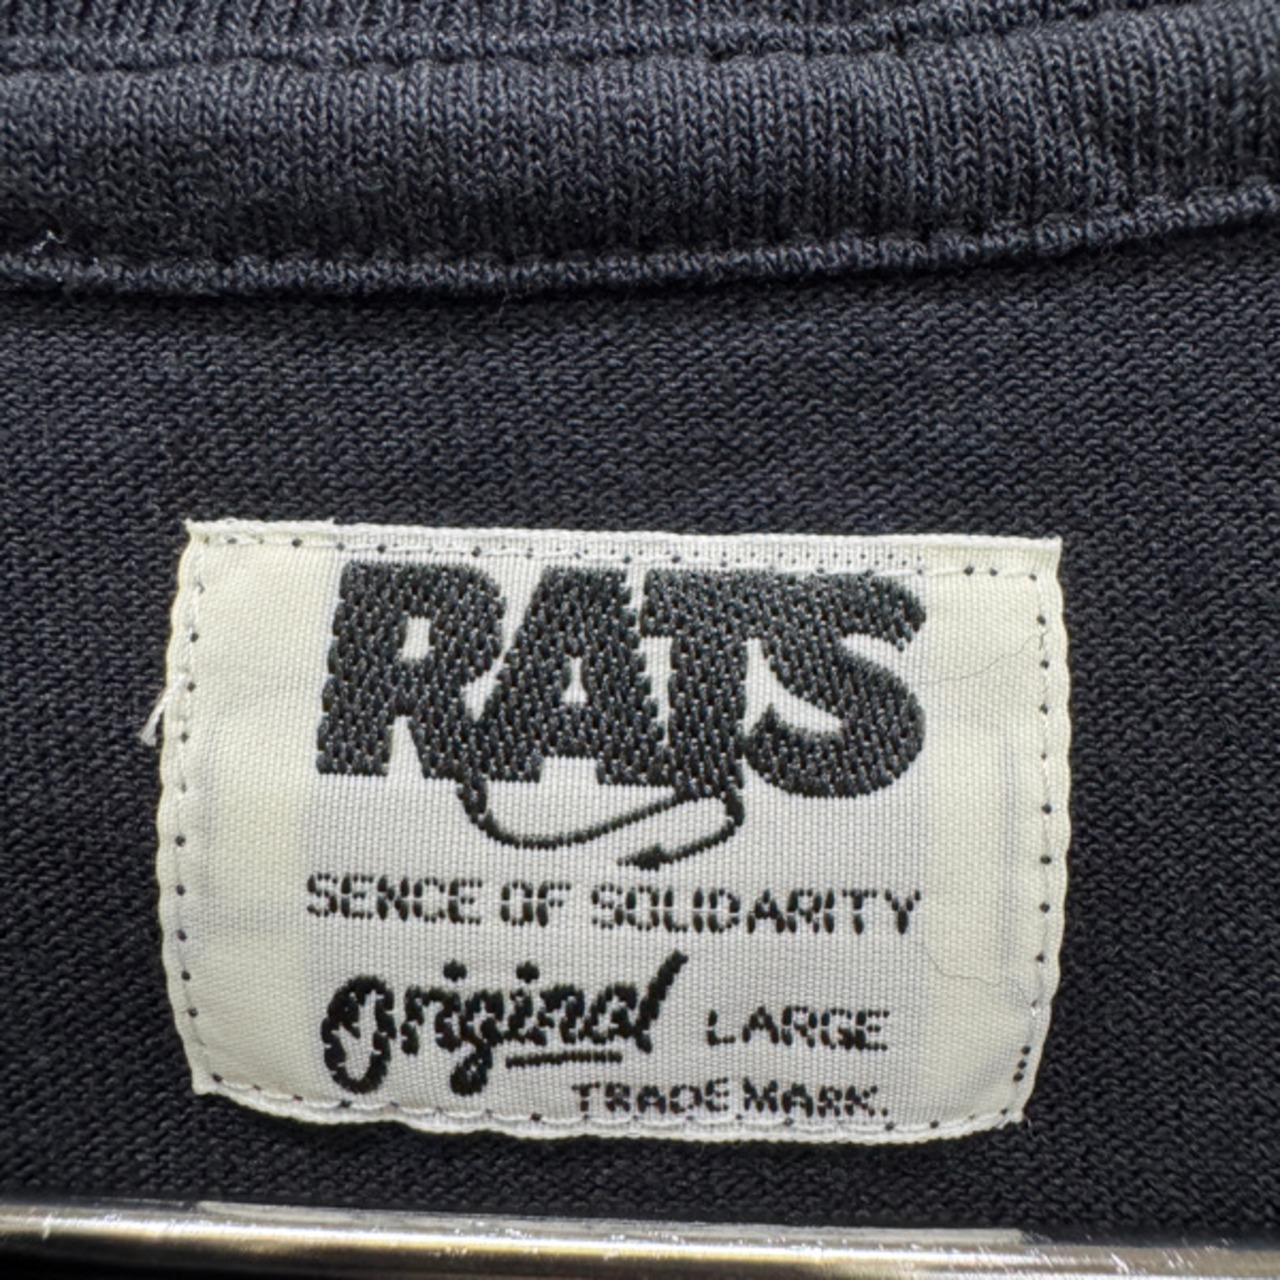 RATS
SENCE OF SOLIDARITY
Original LARGE
TRADE MARK.